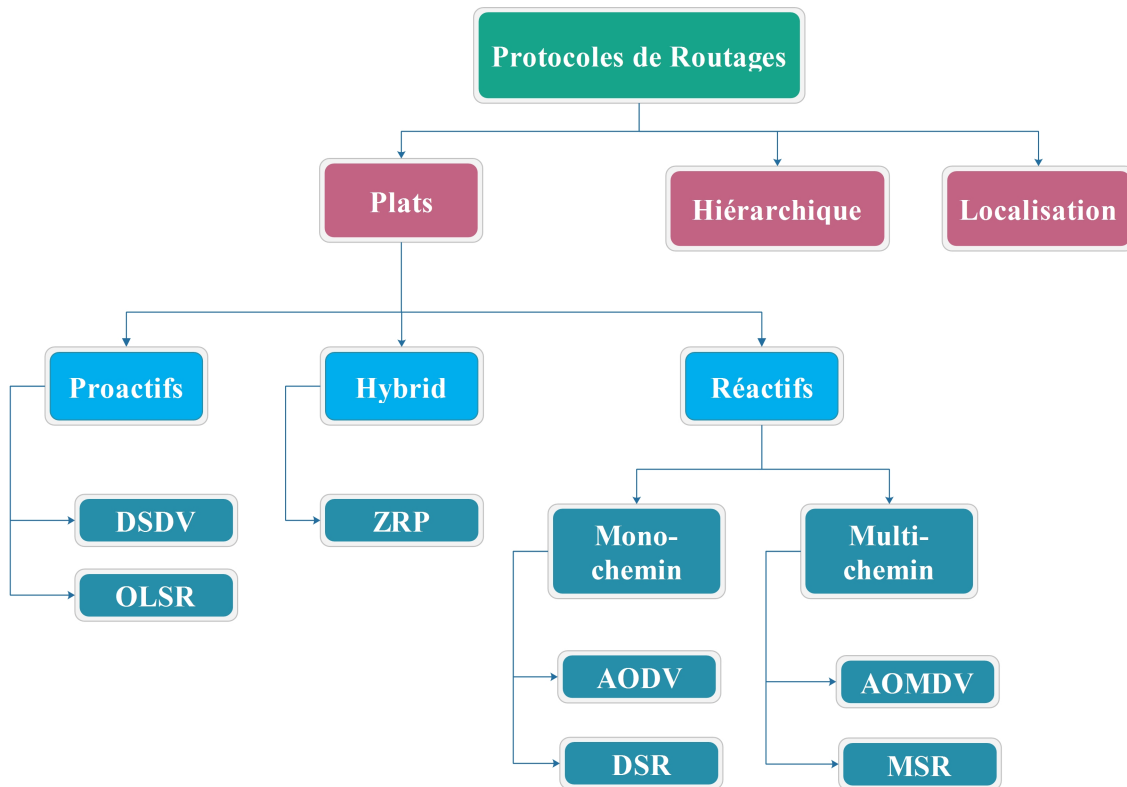 Protocoles de Routages
Plats
Hiérarchique
Localisation
Proactifs
Hybrid
Réactifs
DSDV
ZRP
Mono-
chemin
Multi-
chemin
OLSR
AODV
AOMDV
DSR
MSR